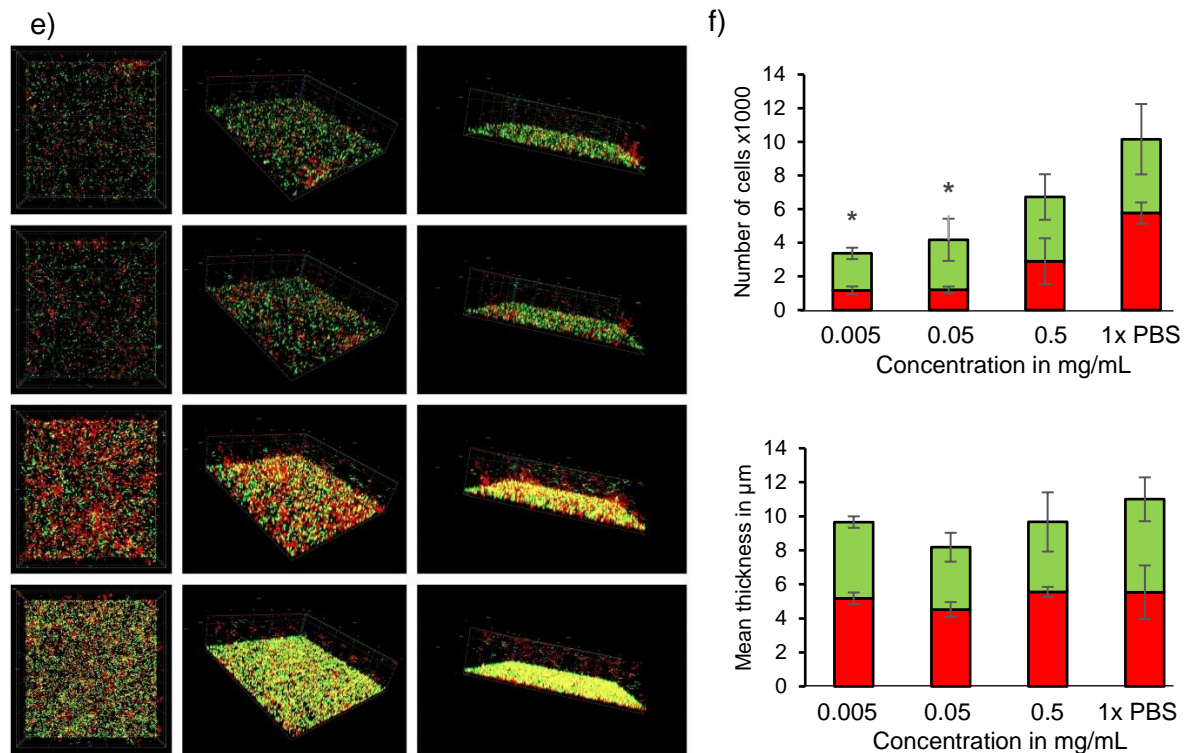 e)
f)
14
12
10
8
6
4
2
0
Number of cells x1000
*
*
0.005 0.05 0.5 1x PBS
Concentration in mg/mL
14
12
10
8
6
4
2
0
Mean thickness in µm
0.005 0.05 0.5 1x PBS
Concentration in mg/mL